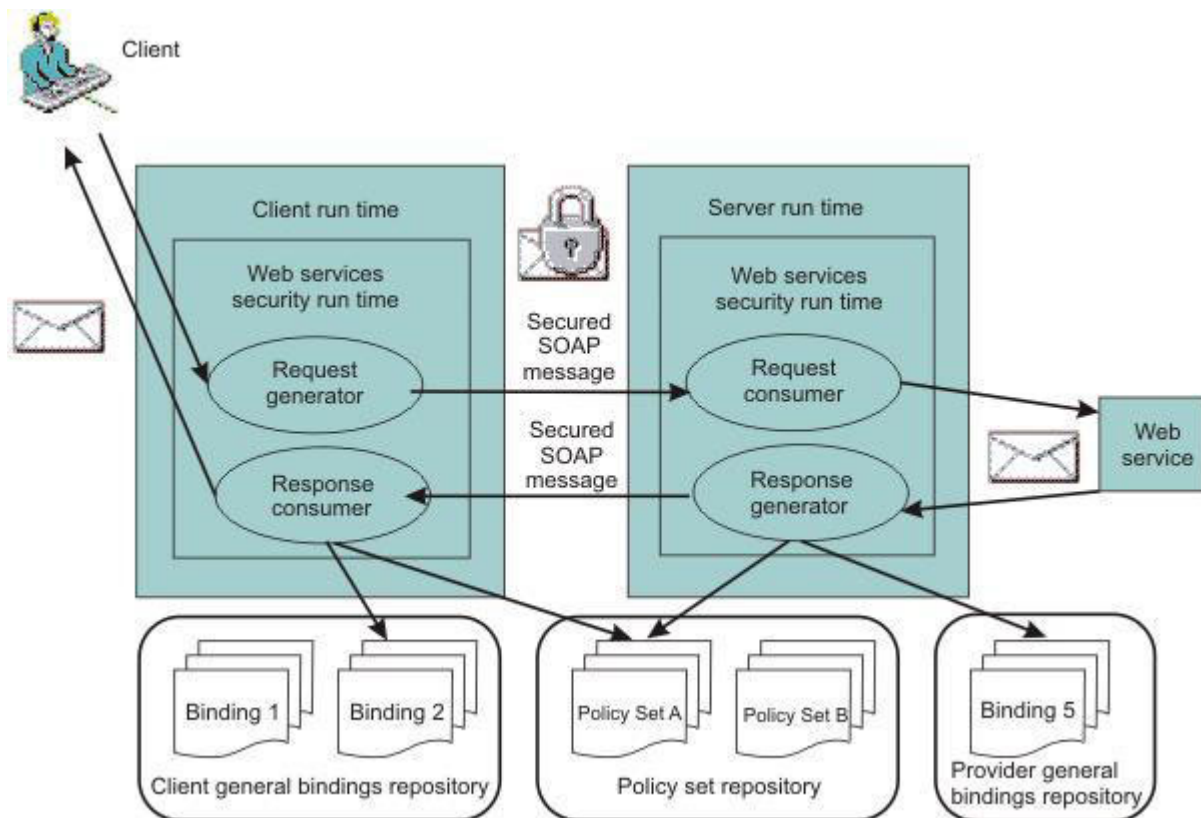 Client
Client run time
Server run time
Web services
security run time
Web services
security run time
Secured
SOAP
message
Request
generator
Request
consumer
Secured
SOAP
message
Web
service
Response
consumer
Response
generator
Binding 1
Binding 2
Policy Set A
Policy Set B
Binding 5
Client general bindings repository
Policy set repository
Provider general
bindings repository